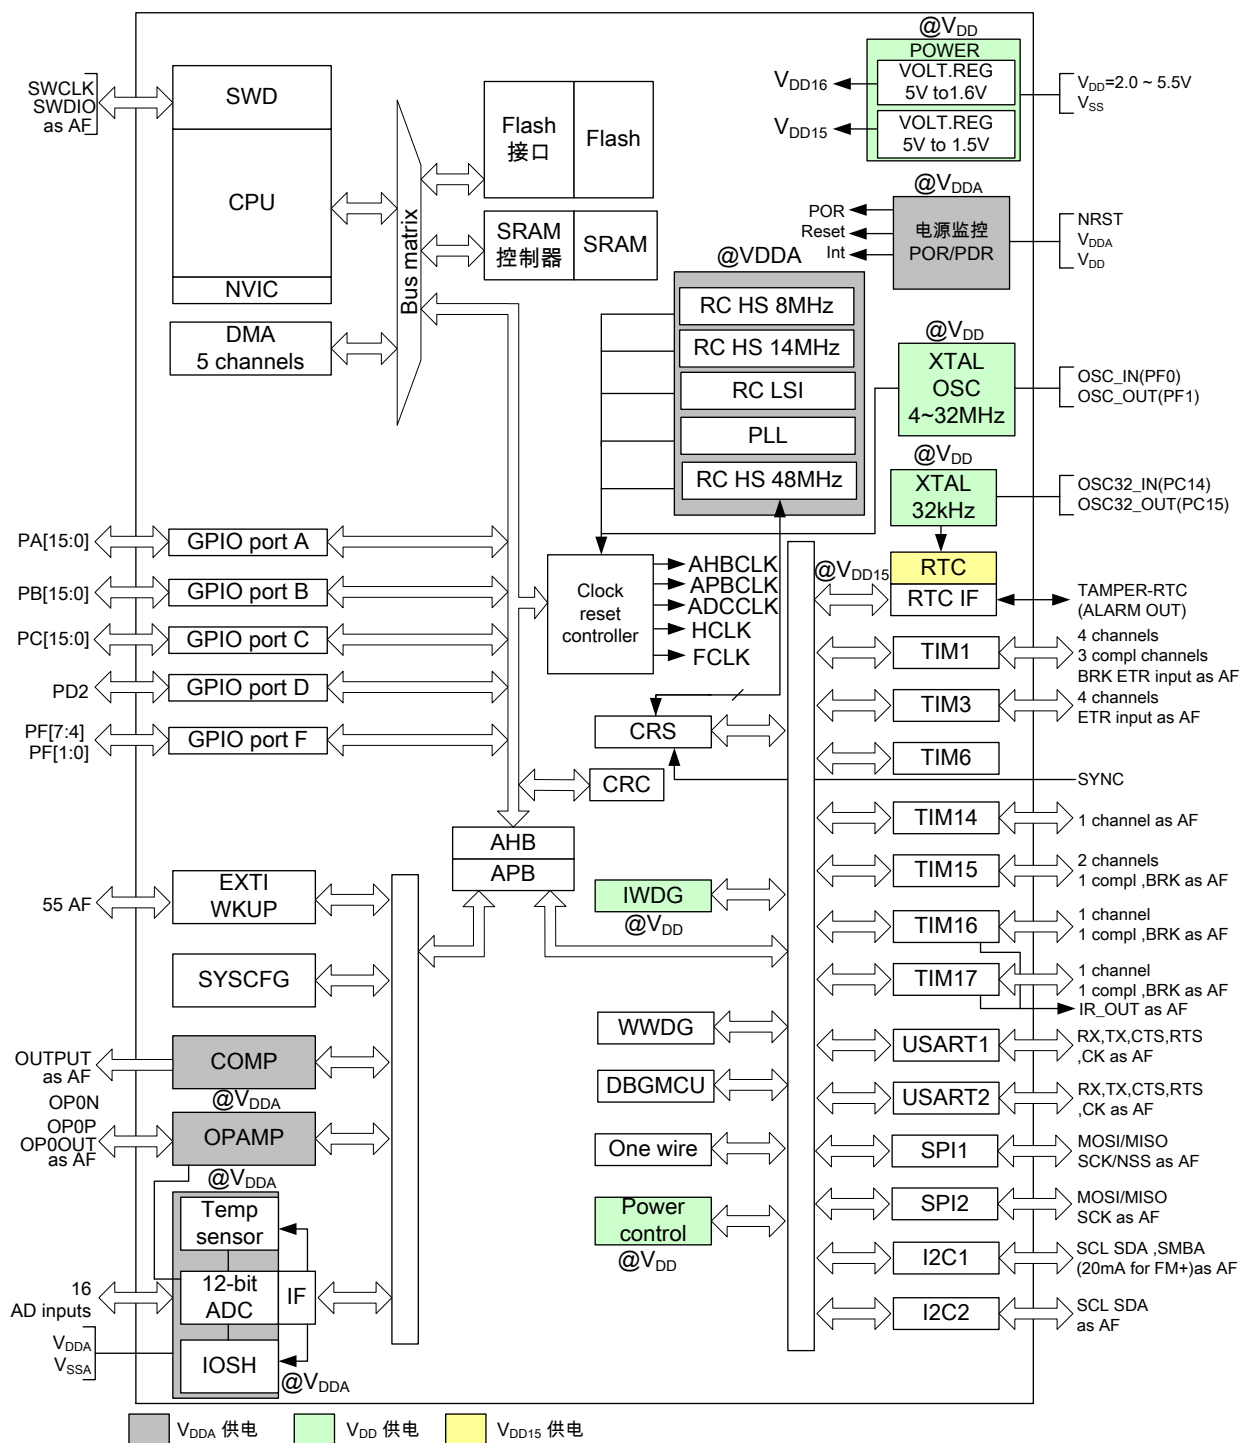 @VDD
POWER
VOLT.REG
5V to1.6V
VOLT.REG
5V to 1.5V
VDD16
VDD15
VDD=2.0 ~ 5.5V
VSS
SWCLK
SWDIO
as AF
SWD
CPU
NVIC
DMA
5 channels
Bus matrix
Flash
接口
Flash
SRAM
控制器
SRAM
@VDDA
POR
Reset
Int
电源监控
POR/PDR
NRST
VDDA
VDD
@VDDA
RC HS 8MHz
RC HS 14MHz
RC LSI
PLL
RC HS 48MHz
@VDD
XTAL
OSC
4~32MHz
OSC_IN(PF0)
OSC_OUT(PF1)
@VDD
XTAL
32kHz
OSC32_IN(PC14)
OSC32_OUT(PC15)
PA[15:0]
GPIO port A
PB[15:0]
GPIO port B
PC[15:0]
GPIO port C
PD2
GPIO port D
PF[7:4]
PF[1:0]
GPIO port F
Clock
reset
controller
AHBCLK
APBCLK
ADCCLK
HCLK
FCLK
@VDD15
RTC
RTC IF
TAMPER-RTC
(ALARM OUT)
TIM1
4 channels
3 compl channels
BRK ETR input as AF
TIM3
4 channels
ETR input as AF
CRS
TIM6
SYNC
CRC
AHB
APB
TIM14
1 channel as AF
TIM15
2 channels
1 compl ,BRK as AF
TIM16
1 channel
1 compl ,BRK as AF
TIM17
1 channel
1 compl ,BRK as AF
IR_OUT as AF
55 AF
EXTI
WKUP
IWDG
@VDD
SYSCFG
WWDG
USART1
RX,TX,CTS,RTS
,CK as AF
OUTPUT
as AF
COMP
@VDDA
DBGMCU
USART2
RX,TX,CTS,RTS
,CK as AF
OP0N
OP0P
OP0OUT
as AF
OPAMP
@VDDA
One wire
SPI1
MOSI/MISO
SCK/NSS as AF
Temp
sensor
Power
control
@VDD
SPI2
MOSI/MISO
SCK as AF
16
AD inputs
12-bit
ADC
IF
I2C1
SCL SDA ,SMBA
(20mA for FM+)as AF
VDDA
VSSA
IOSH
@VDDA
I2C2
SCL SDA
as AF
VDDA 供电
VDD 供电
VDD15 供电